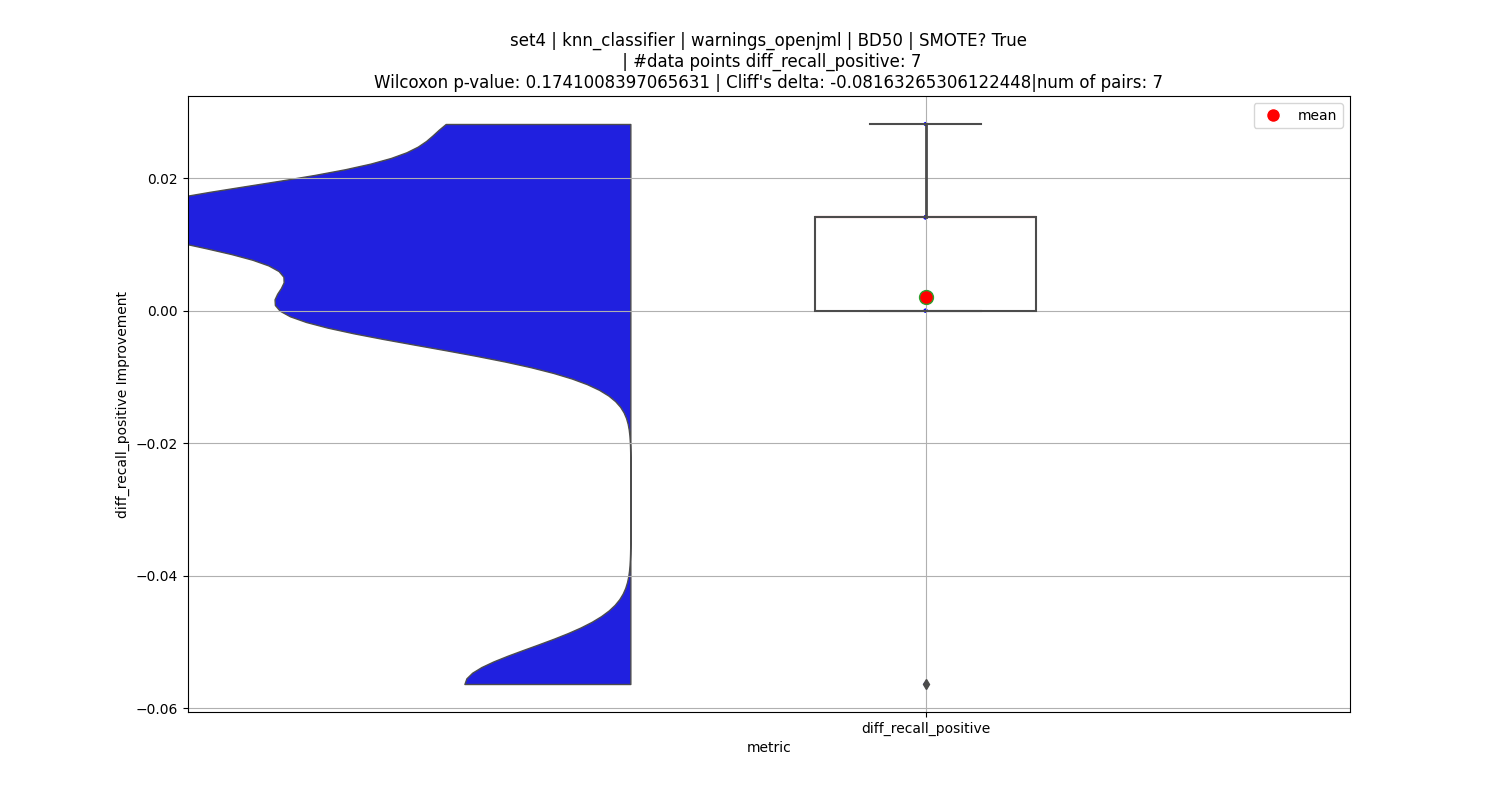 set4 | knn_classifier | warnings_openjml | BD50 | SMOTE? True
| #data points diff_recall_positive: 7
Wilcoxon p-value: 0.1741008397065631 | Cliff's delta: -0.08163265306122448|num of pairs: 7
mean
0.02
0.00
−0.02
−0.04
−0.06
diff_recall_positive Improvement
diff_recall_positive
metric